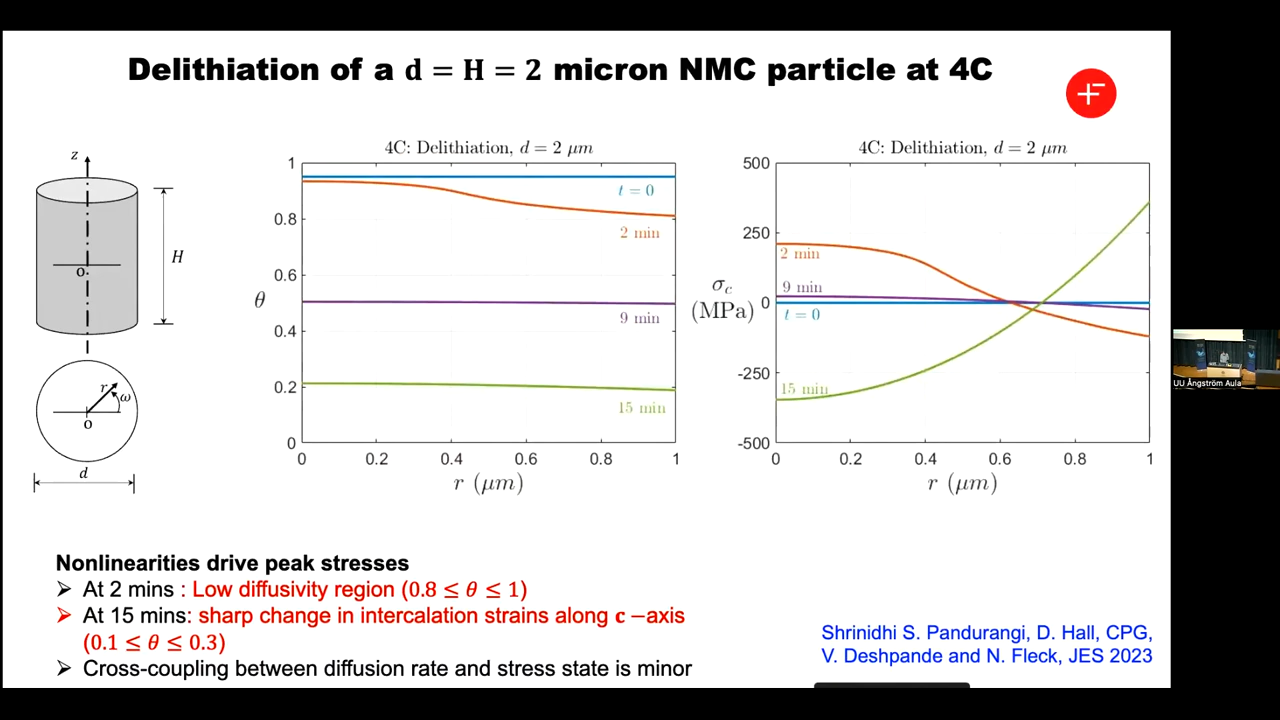 Delithiation of a d = H = 2 micron NMC particle at 4C
z
H
o
r
ω
o
d
4C: Delithiation, d = 2 μm
1
0.8
0.6
0.4
0.2
0
θ
t = 0
2 min
9 min
15 min
0 0.2 0.4 0.6 0.8 1
r (μm)
4C: Delithiation, d = 2 μm
500
250
0
-250
-500
σc
(MPa)
2 min
9 min
t = 0
15 min
0 0.2 0.4 0.6 0.8 1
r (μm)
UU Ångström Aula
Nonlinearities drive peak stresses
➢ At 2 mins : Low diffusivity region (0.8 ≤ θ ≤ 1)
➢ At 15 mins: sharp change in intercalation strains along c −axis
(0.1 ≤ θ ≤ 0.3)
➢ Cross-coupling between diffusion rate and stress state is minor
Shrinidhi S. Pandurangi, D. Hall, CPG,
V. Deshpande and N. Fleck, JES 2023